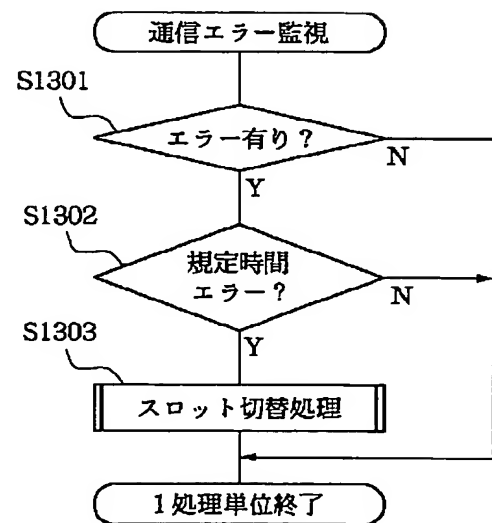 通信エラー監視
S1301
エラー有り？
N
Y
S1302
規定時間
エラー？
N
Y
S1303
スロット切替処理
1処理単位終了